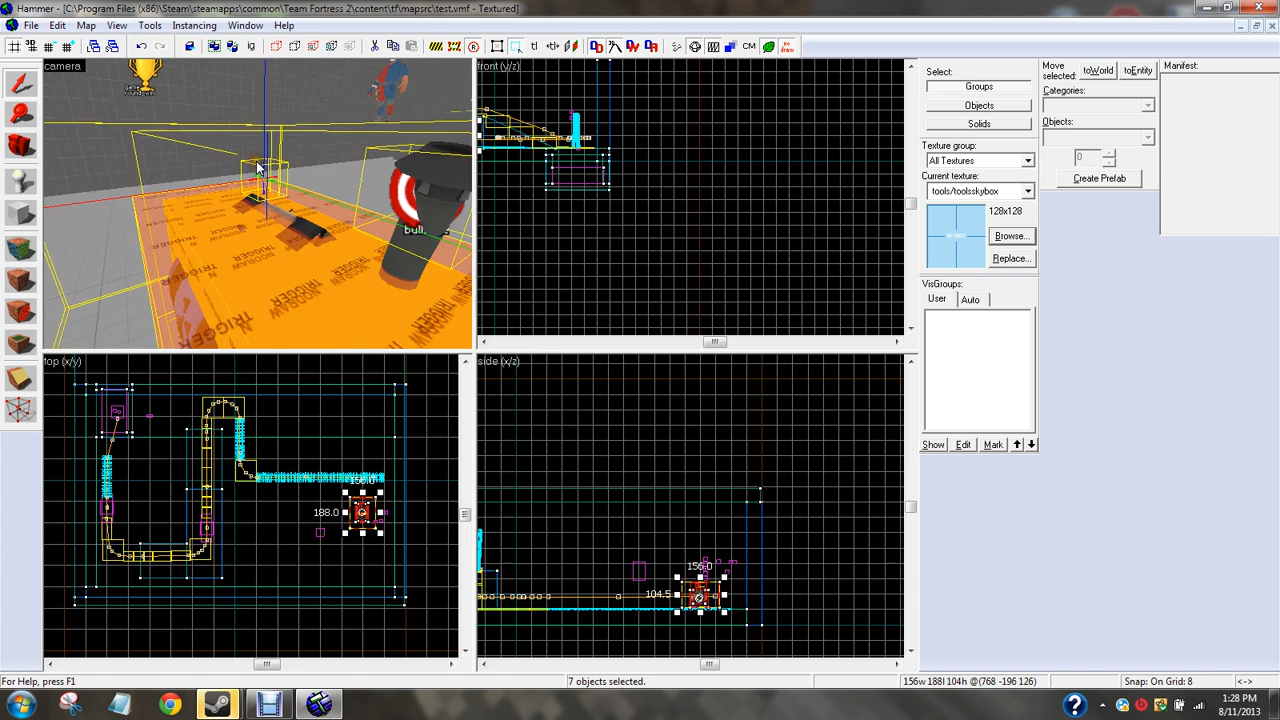 Hammer - [C:\Program Files (x86)\Steam\steamapps\common\Team Fortress 2\content\tf\mapsrc\test.vmf - Textured]
File Edit Map View Tools Instancing Window Help
camera
front (y/z)
top (x/y)
side (x/z)
NODRAW
TRIGGER
188.0
156.0
104.5
Select:
Groups
Objects
Solids
Texture group:
All Textures
Current texture:
tools/toolsskybox
128x128
Browse...
Replace...
VisGroups:
User Auto
Show Edit Mark
Move selected: toWorld toEntity
Categories:
Objects:
0
Create Prefab
Manifest:
For Help, press F1
7 objects selected.
156w 188l 104h @(768 -196 126)
Snap: On Grid: 8
<->
1:28 PM
8/11/2013